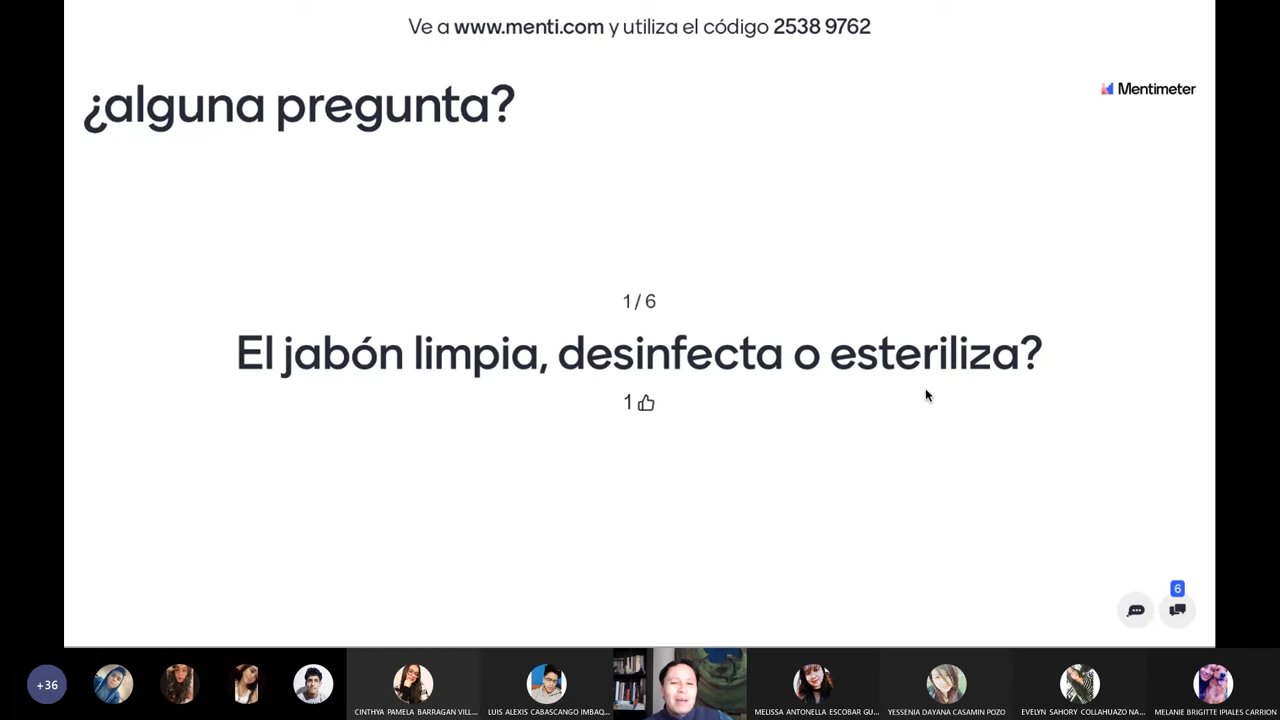 Ve a www.menti.com y utiliza el código 2538 9762
¿alguna pregunta?
Mentimeter
1 / 6
El jabón limpia, desinfecta o esteriliza?
1
6
+36
CINTHYA PAMELA BARRAGAN VILL...
LUIS ALEXIS CABASCANGO IMBAQ...
MELISSA ANTONELLA ESCOBAR GU...
YESSENIA DAYANA CASAMIN POZO
EVELYN SAHORY COLLAHUAZO NA...
MELANIE BRIGITTE IPALES CARRION